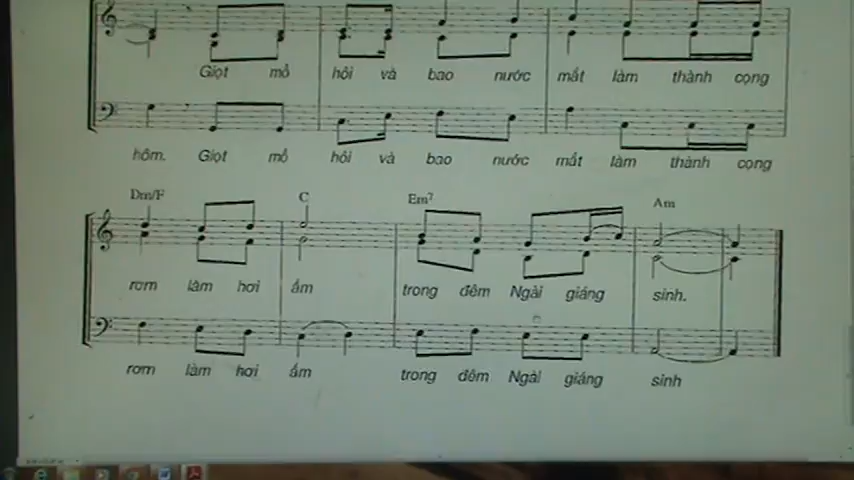 Giọt mồ hôi và bao nước mắt làm thành cọng
hôm. Giọt mồ hôi và bao nước mắt làm thành cọng
Dm/F C Em7 Am
rơm làm hơi ấm trong đêm Ngài giáng sinh.
rơm làm hơi ấm trong đêm Ngài giáng sinh